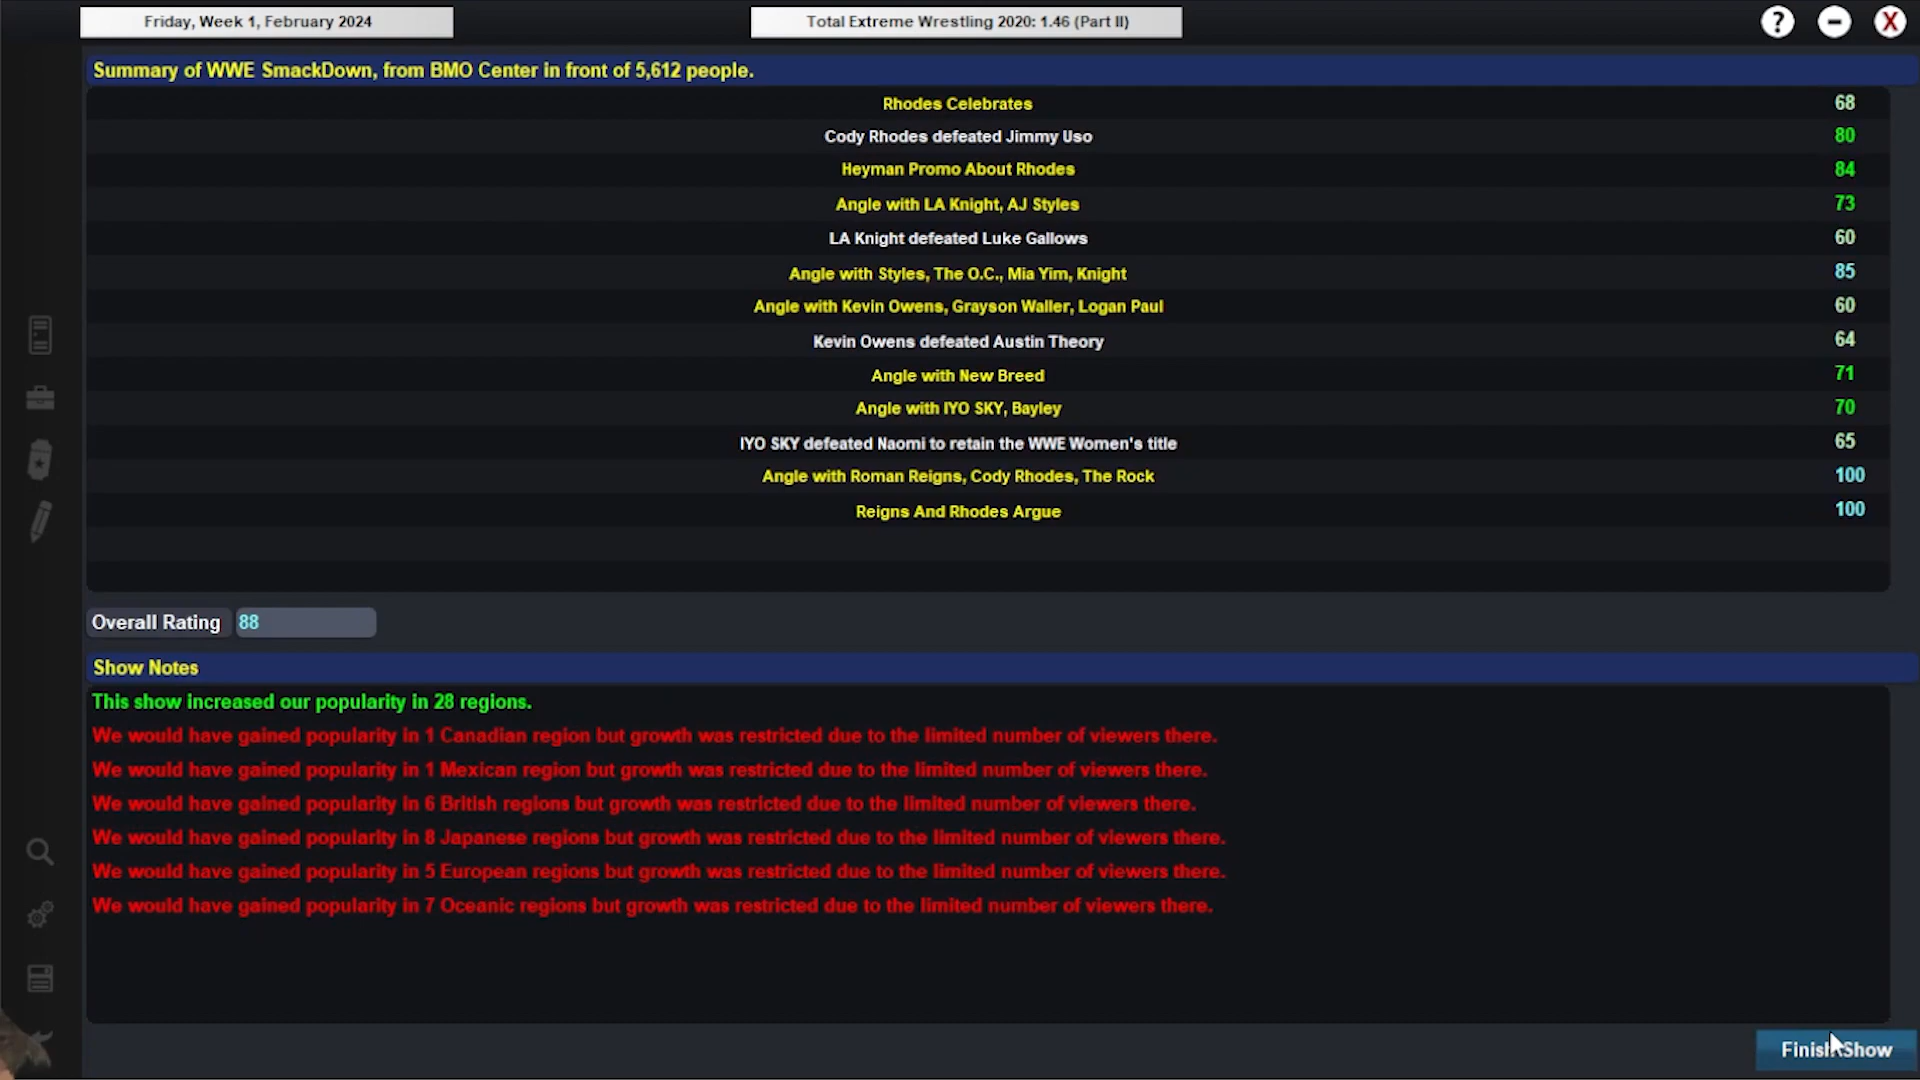 Friday, Week 1, February 2024
Total Extreme Wrestling 2020: 1.46 (Part II)
?
X
Summary of WWE SmackDown, from BMO Center in front of 5,612 people.
Rhodes Celebrates 68
Cody Rhodes defeated Jimmy Uso 80
Heyman Promo About Rhodes 84
Angle with LA Knight, AJ Styles 73
LA Knight defeated Luke Gallows 60
Angle with Styles, The O.C., Mia Yim, Knight 85
Angle with Kevin Owens, Grayson Waller, Logan Paul 60
Kevin Owens defeated Austin Theory 64
Angle with New Breed 71
Angle with IYO SKY, Bayley 70
IYO SKY defeated Naomi to retain the WWE Women's title 65
Angle with Roman Reigns, Cody Rhodes, The Rock 100
Reigns And Rhodes Argue 100
Overall Rating 88
Show Notes
This show increased our popularity in 28 regions.
We would have gained popularity in 1 Canadian region but growth was restricted due to the limited number of viewers there.
We would have gained popularity in 1 Mexican region but growth was restricted due to the limited number of viewers there.
We would have gained popularity in 6 British regions but growth was restricted due to the limited number of viewers there.
We would have gained popularity in 8 Japanese regions but growth was restricted due to the limited number of viewers there.
We would have gained popularity in 5 European regions but growth was restricted due to the limited number of viewers there.
We would have gained popularity in 7 Oceanic regions but growth was restricted due to the limited number of viewers there.
Finish Show